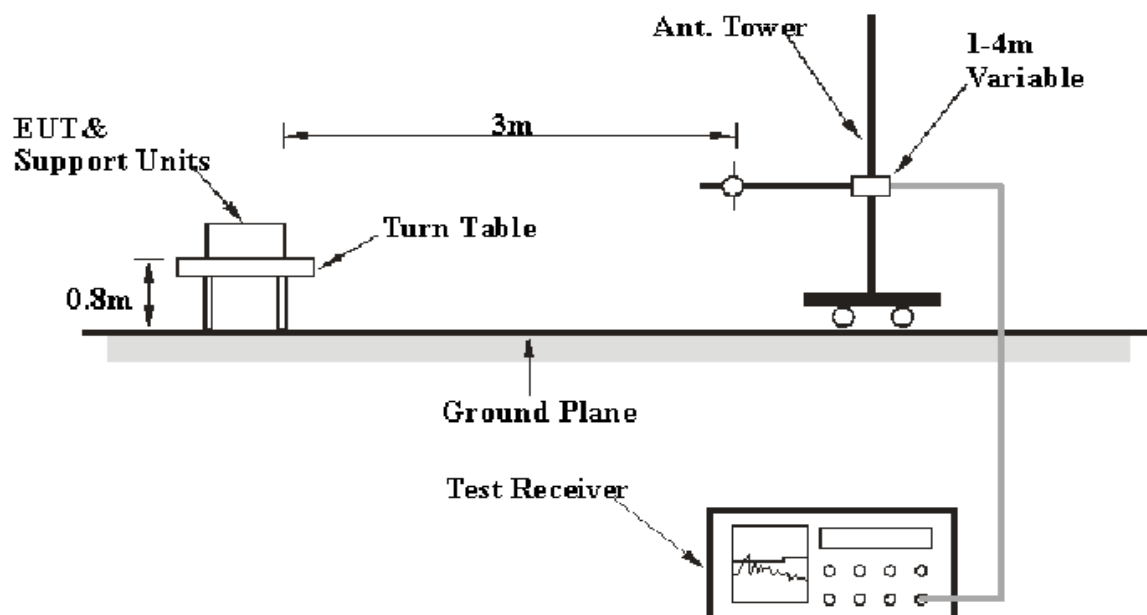 Ant. Tower
1-4m
Variable
3m
EUT&
Support Units
Turn Table
0.8m
Ground Plane
Test Receiver